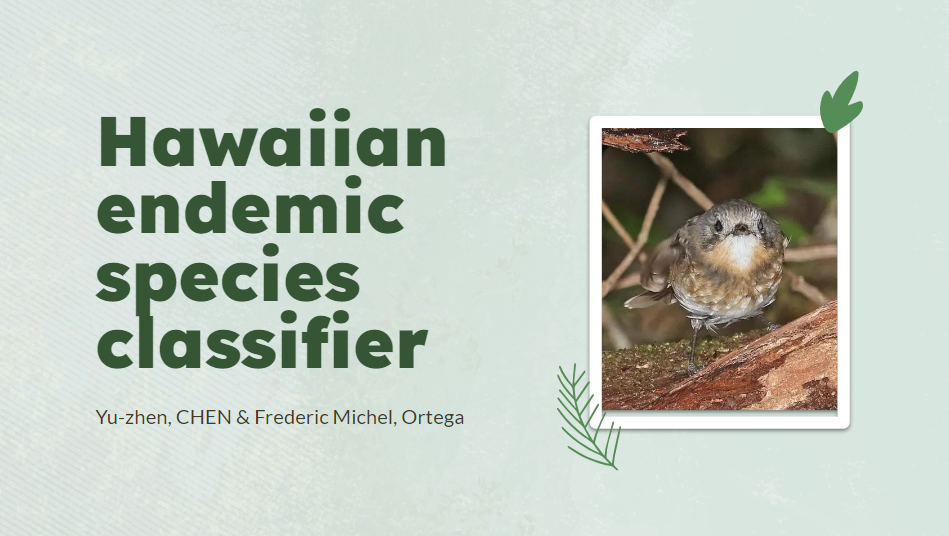 Hawaiian
endemic
species
classifier
Yu-zhen, CHEN & Frederic Michel, Ortega